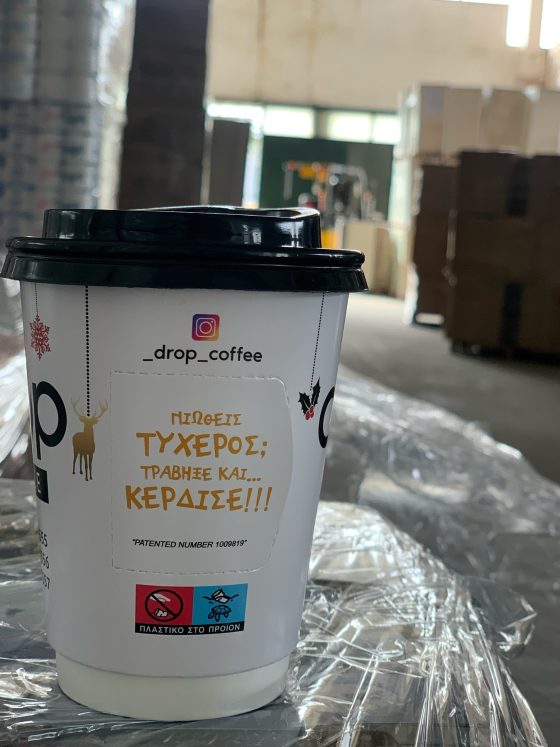 _drop_coffee
ΝΙΩΘΕΙΣ
ΤΥΧΕΡΟΣ;
ΤΡΑΒΗΞΕ ΚΑΙ...
ΚΕΡΔΙΣΕ!!!
"PATENTED NUMBER 1009819"
ΠΛΑΣΤΙΚΟ ΣΤΟ ΠΡΟΪΟΝ